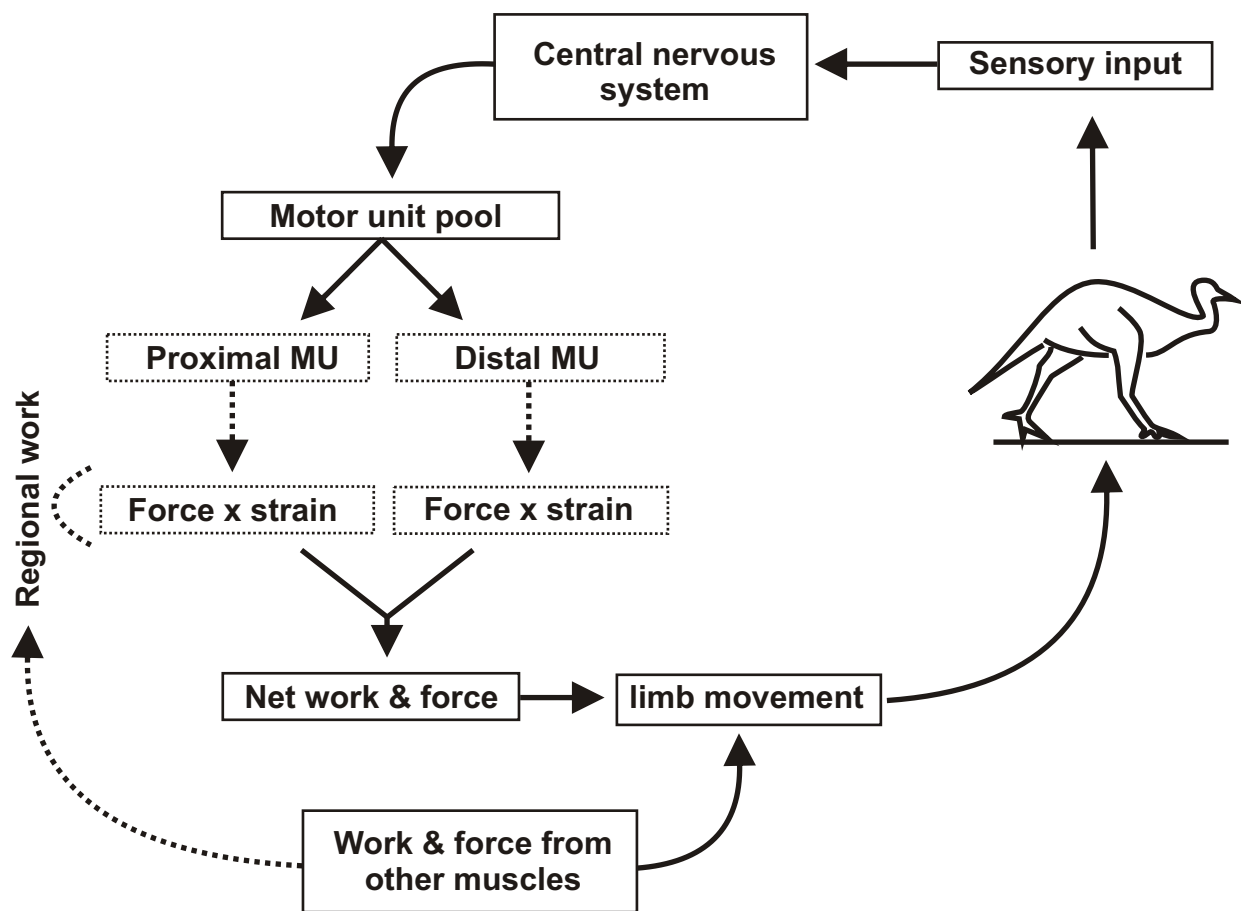 Central nervous
system
Sensory input
Motor unit pool
Proximal MU
Distal MU
Regional work
Force x strain
Force x strain
Net work & force
limb movement
Work & force from
other muscles